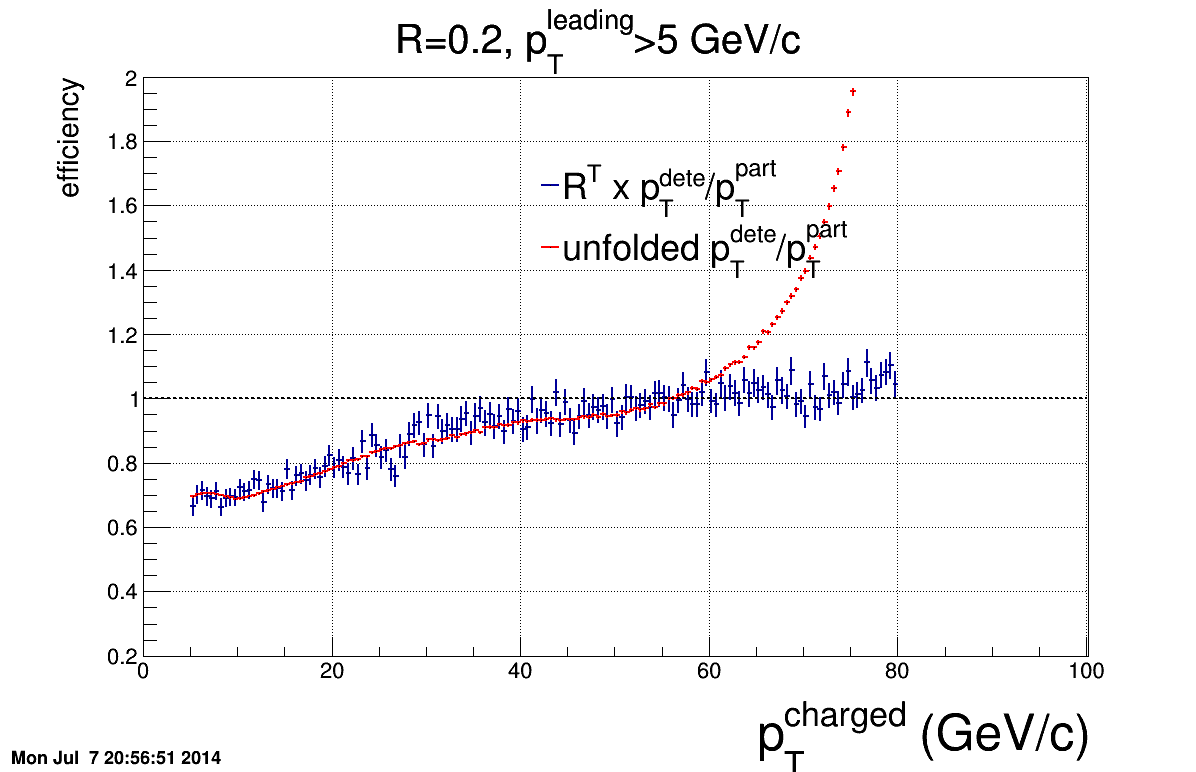 R=0.2, p_T^leading>5 GeV/c
efficiency
2
1.8
1.6
1.4
1.2
1
0.8
0.6
0.4
0.2
R^T x p_T^dete/p_T^part
unfolded p_T^dete/p_T^part
0 20 40 60 80 100
p_T^charged (GeV/c)
Mon Jul 7 20:56:51 2014